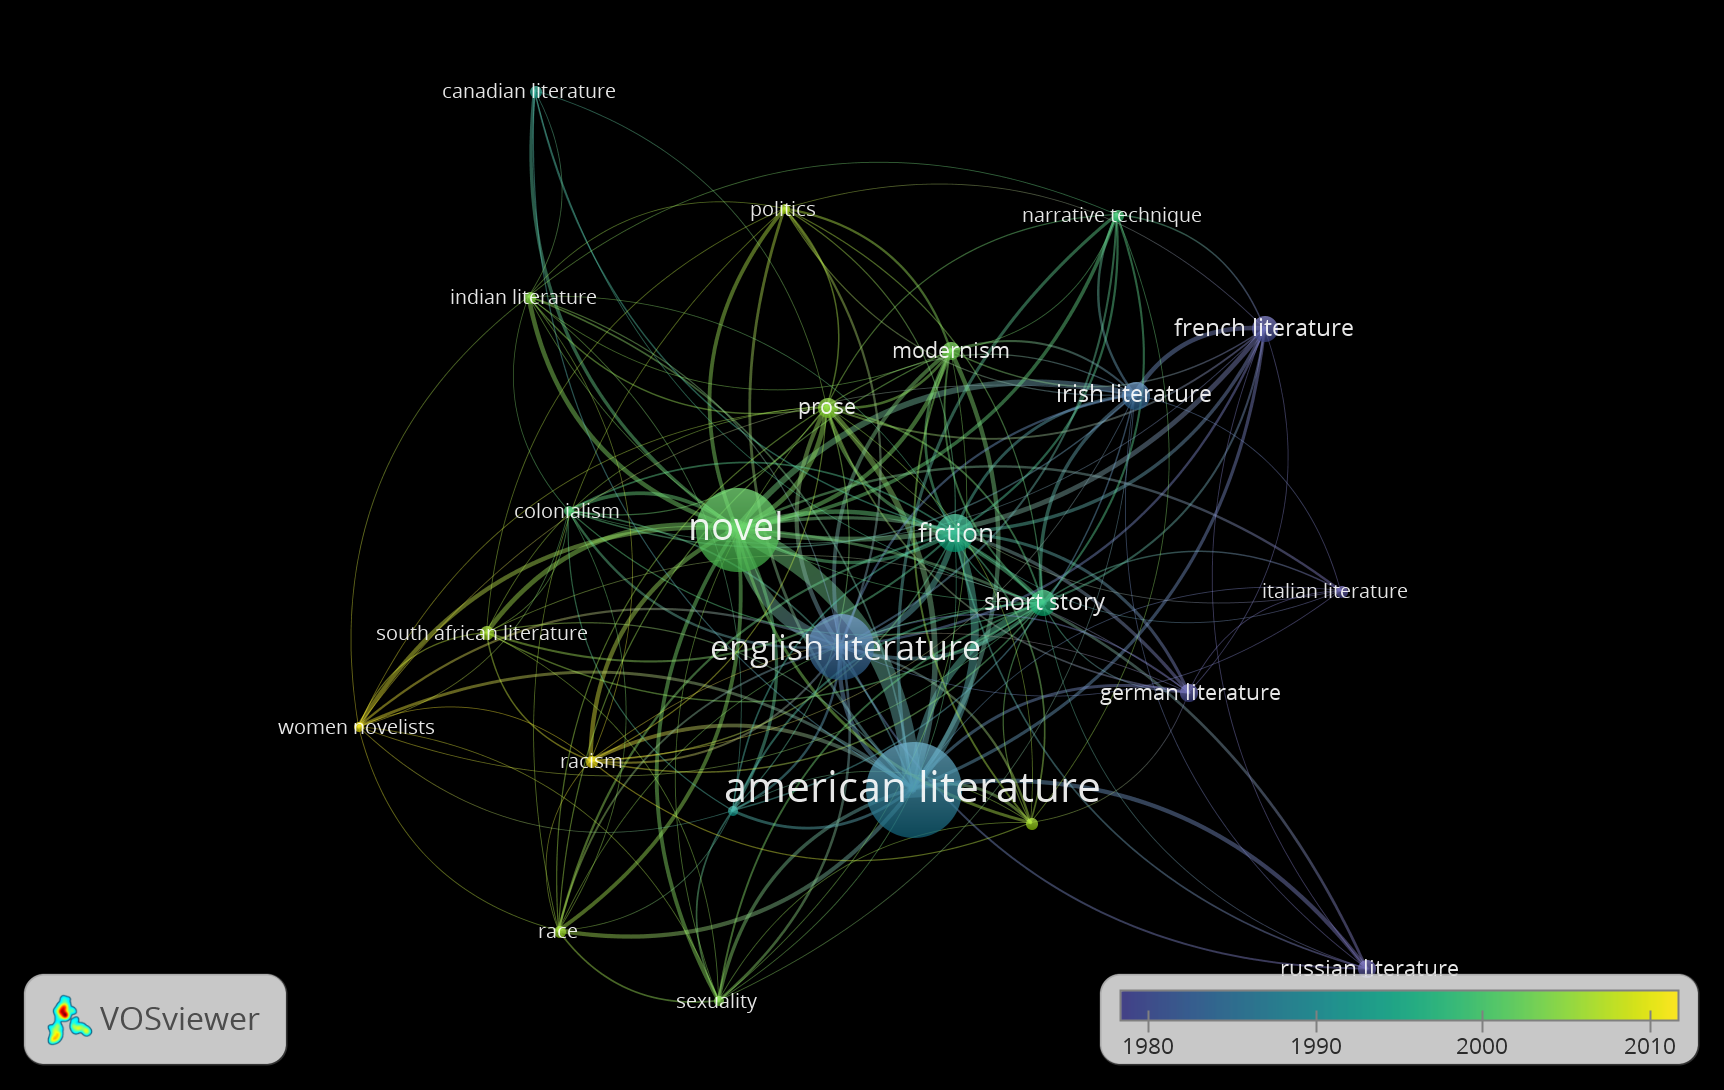 canadian literature
politics
narrative technique
indian literature
french literature
modernism
irish literature
prose
colonialism
novel
fiction
italian literature
short story
south african literature
english literature
german literature
women novelists
racism
american literature
race
russian literature
sexuality
VOSviewer
1980 1990 2000 2010